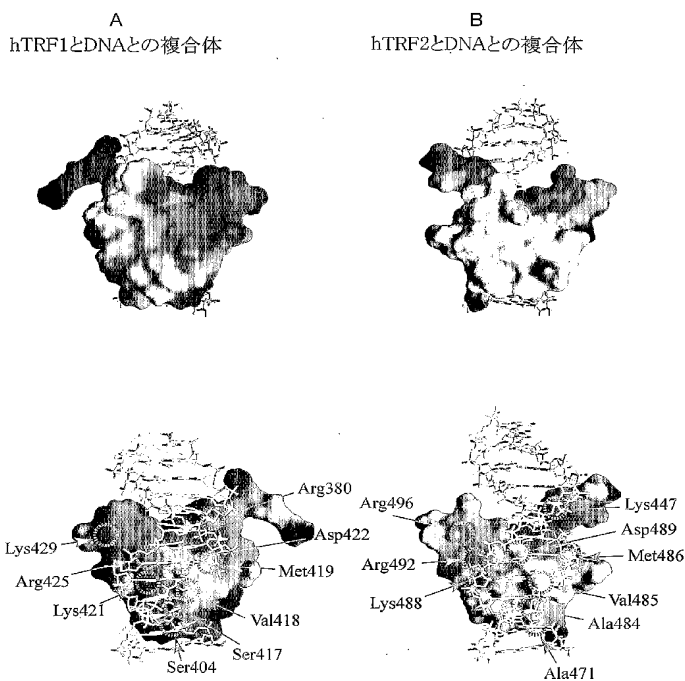 A
hTRF1とDNAとの複合体
B
hTRF2とDNAとの複合体
Arg380
Asp422
Lys429
Met419
Arg425
Lys421
Val418
Ser417
Ser404
Lys447
Arg496
Asp489
Met486
Arg492
Val485
Lys488
Ala484
Ala471